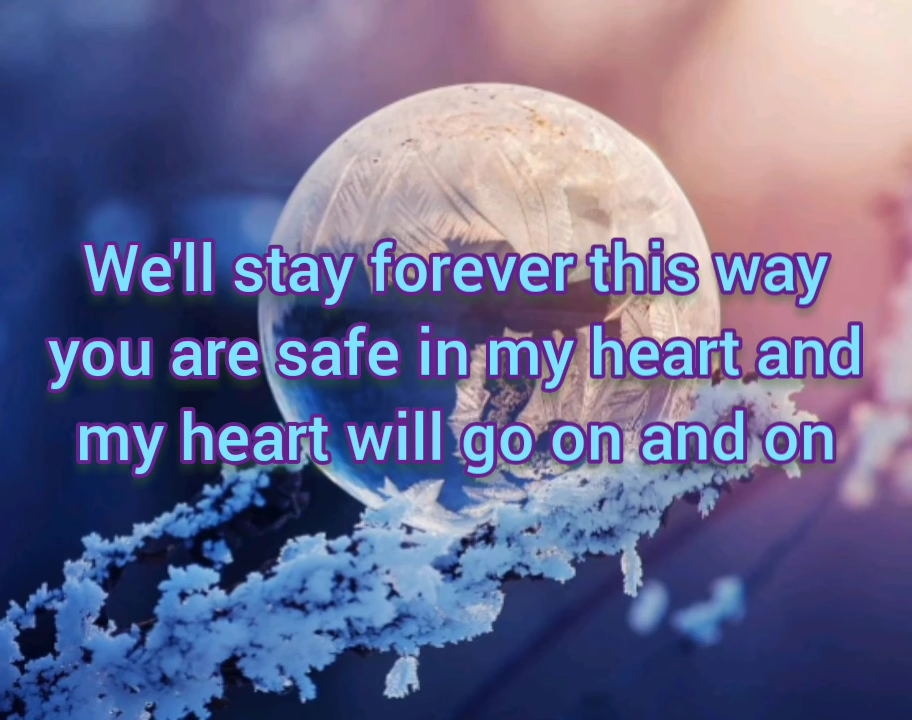 We'll stay forever this way
you are safe in my heart and
my heart will go on and on